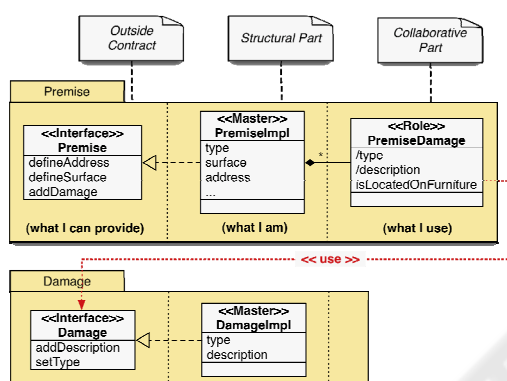 Outside
Contract
Structural Part
Collaborative
Part
Premise
<<Interface>>
Premise
defineAddress
defineSurface
addDamage
<<Master>>
PremiseImpl
type
surface
address
...
*
<<Role>>
PremiseDamage
/type
/description
isLocatedOnFurniture
(what I can provide)
(what I am)
(what I use)
<< use >>
Damage
<<Interface>>
Damage
addDescription
setType
<<Master>>
DamageImpl
type
description